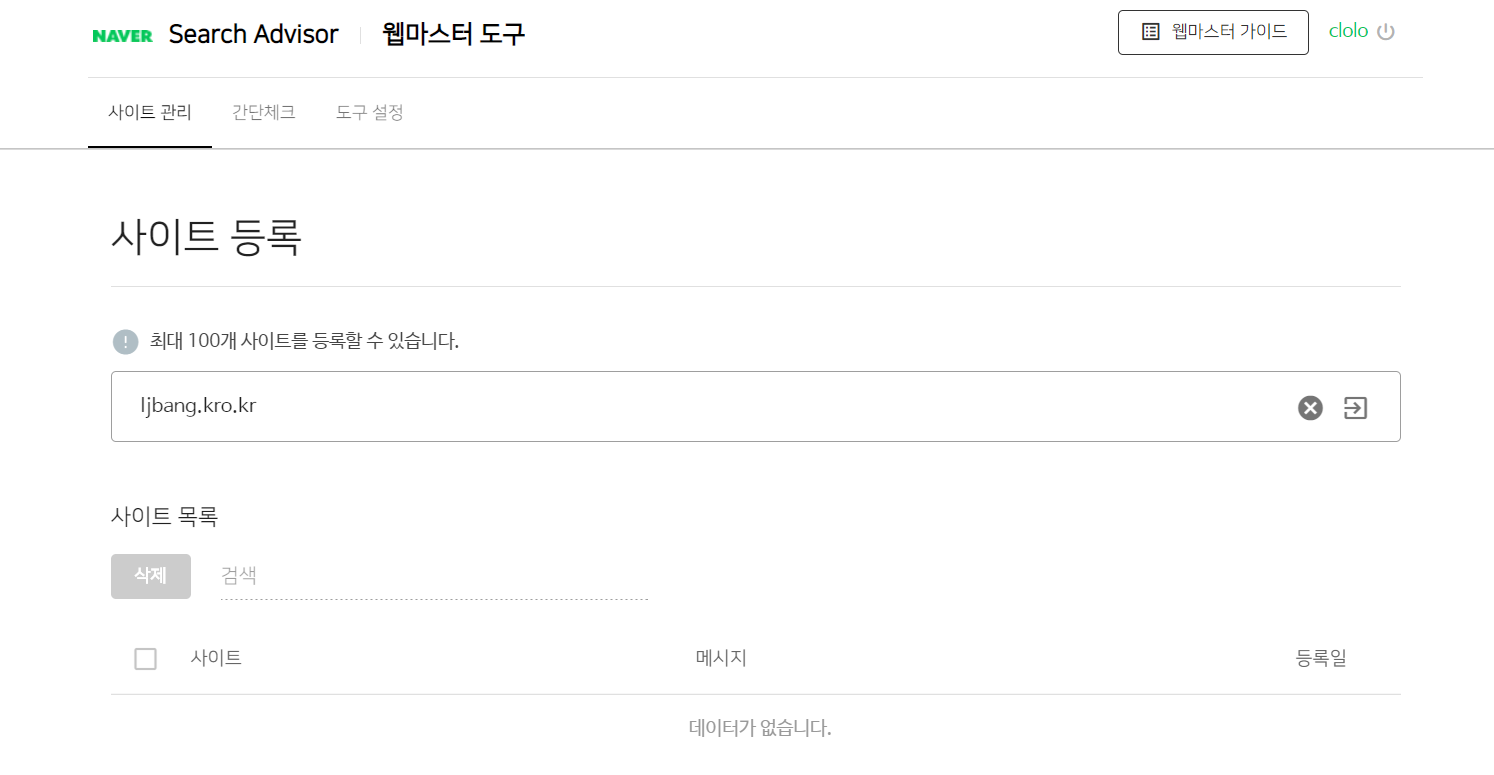 NAVER Search Advisor 웹마스터 도구 웹마스터 가이드 clolo
사이트 관리 간단체크 도구 설정
사이트 등록
! 최대 100개 사이트를 등록할 수 있습니다.
ljbang.kro.kr
사이트 목록
삭제 검색
사이트 메시지 등록일
데이터가 없습니다.